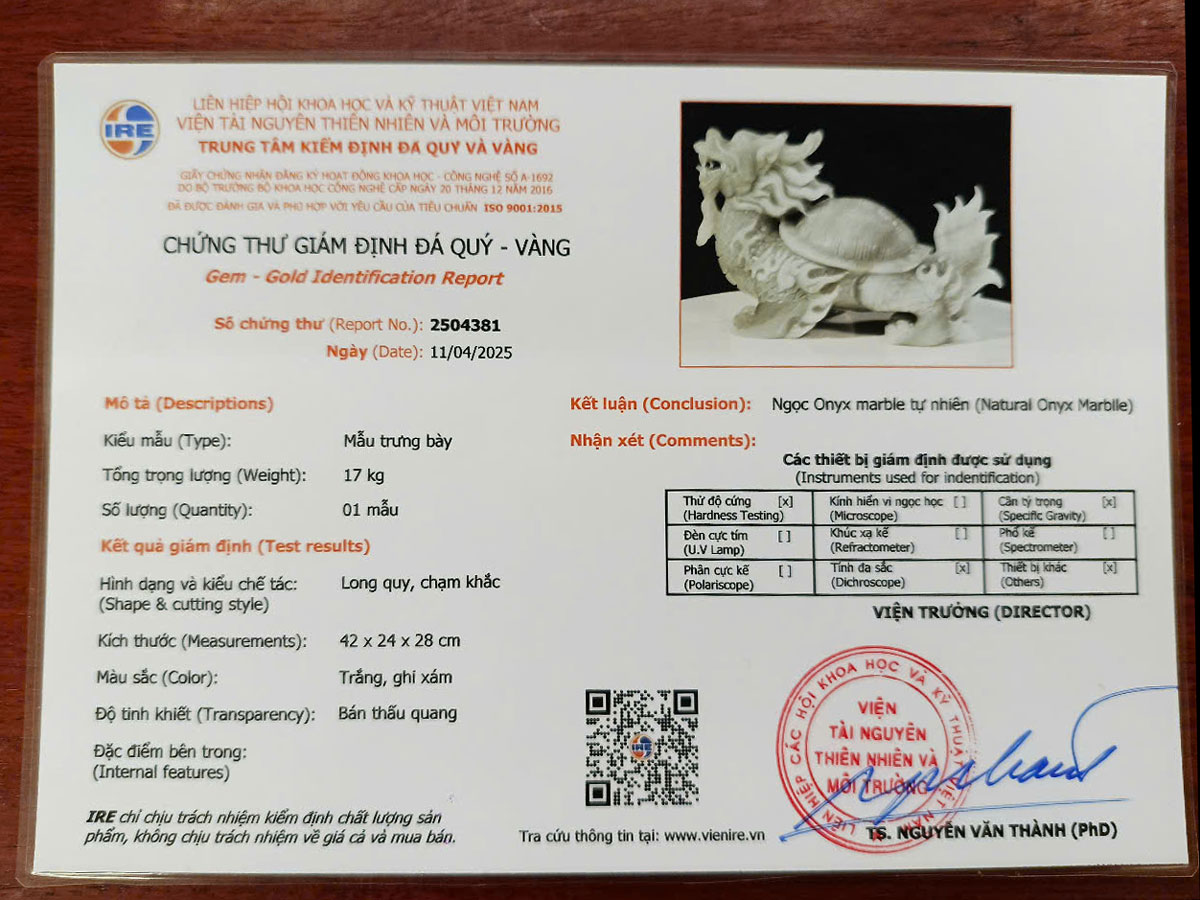 IRE
LIÊN HIỆP HỘI KHOA HỌC VÀ KỸ THUẬT VIỆT NAM
VIỆN TÀI NGUYÊN THIÊN NHIÊN VÀ MÔI TRƯỜNG
TRUNG TÂM KIỂM ĐỊNH ĐÁ QUÝ VÀ VÀNG
GIẤY CHỨNG NHẬN ĐĂNG KÝ HOẠT ĐỘNG KHOA HỌC - CÔNG NGHỆ SỐ A-1692
DO BỘ TRƯỞNG BỘ KHOA HỌC CÔNG NGHỆ CẤP NGÀY 20 THÁNG 12 NĂM 2016
ĐÃ ĐƯỢC ĐÁNH GIÁ VÀ PHÙ HỢP VỚI YÊU CẦU CỦA TIÊU CHUẨN ISO 9001:2015
CHỨNG THƯ GIÁM ĐỊNH ĐÁ QUÝ - VÀNG
Gem - Gold Identification Report
Số chứng thư (Report No.): 2504381
Ngày (Date): 11/04/2025
Mô tả (Descriptions)
Kiểu mẫu (Type): Mẫu trưng bày
Tổng trọng lượng (Weight): 17 kg
Số lượng (Quantity): 01 mẫu
Kết quả giám định (Test results)
Hình dạng và kiểu chế tác: Long quy, chạm khắc
(Shape & cutting style)
Kích thước (Measurements): 42 x 24 x 28 cm
Màu sắc (Color): Trắng, ghi xám
Độ tinh khiết (Transparency): Bán thấu quang
Đặc điểm bên trong:
(Internal features)
IRE chỉ chịu trách nhiệm kiểm định chất lượng sản
phẩm, không chịu trách nhiệm về giá cả và mua bán.
Kết luận (Conclusion): Ngọc Onyx marble tự nhiên (Natural Onyx Marblle)
Nhận xét (Comments):
Các thiết bị giám định được sử dụng
(Instruments used for indentification)
Thử độ cứng [x] Kính hiển vi ngọc học [ ] Cân tỷ trọng [x]
(Hardness Testing) (Microscope) (Specific Gravity)
Đèn cực tím [ ] Khúc xạ kế [ ] Phổ kế [ ]
(U.V Lamp) (Refractometer) (Spectrometer)
Phân cực kế [ ] Tính đa sắc [x] Thiết bị khác [x]
(Polariscope) (Dichroscope) (Others)
VIỆN TRƯỞNG (DIRECTOR)
LIÊN HIỆP CÁC HỘI KHOA HỌC VÀ KỸ THUẬT VIỆT NAM
VIỆN
TÀI NGUYÊN
THIÊN NHIÊN VÀ
MÔI TRƯỜNG
IRE
Tra cứu thông tin tại: www.vienire.vn
TS. NGUYỄN VĂN THÀNH (PhD)